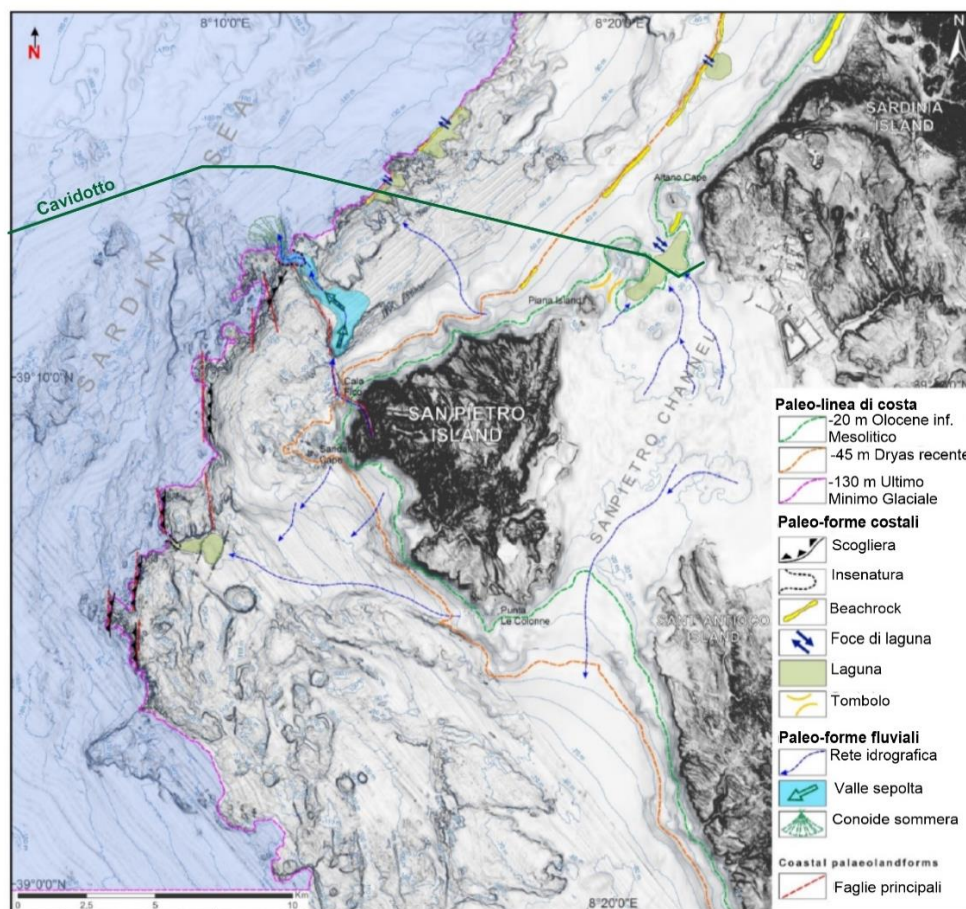 8°10'0"E
8°20'0"E
N
N
SARDINIA
ISLAND
Altano Cape
Cavidotto
SARDINIA SEA
Piana Island
39°10'0"N
SAN PIETRO
ISLAND
SANPIETRO CHANNEL
Punta
Le Colonne
SANT'ANTIOCO
ISLAND
39°0'0"N
0
2.5
5
10
Km
8°20'0"E
Paleo-linea di costa
-20 m Olocene inf.
Mesolitico
-45 m Dryas recente
-130 m Ultimo
Minimo Glaciale
Paleo-forme costali
Scogliera
Insenatura
Beachrock
Foce di laguna
Laguna
Tombolo
Paleo-forme fluviali
Rete idrografica
Valle sepolta
Conoide sommera
Coastal palaeolandforms
Faglie principali